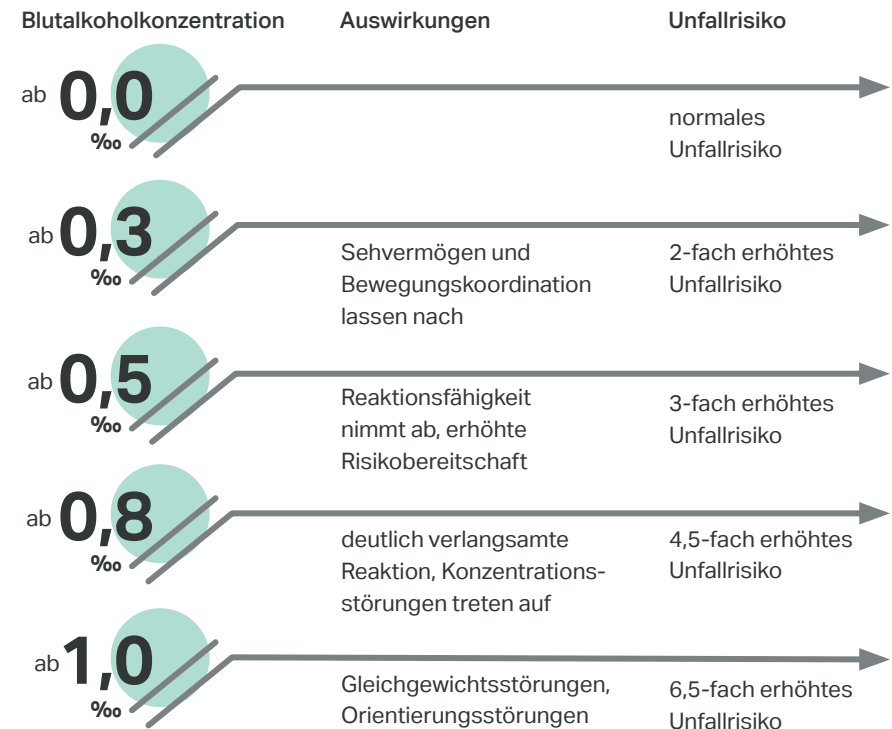 Blutalkoholkonzentration Auswirkungen Unfallrisiko
ab 0,0
‰
normales
Unfallrisiko
ab 0,3
‰
Sehvermögen und
Bewegungskoordination
lassen nach
2-fach erhöhtes
Unfallrisiko
ab 0,5
‰
Reaktionsfähigkeit
nimmt ab, erhöhte
Risikobereitschaft
3-fach erhöhtes
Unfallrisiko
ab 0,8
‰
deutlich verlangsamte
Reaktion, Konzentrations-
störungen treten auf
4,5-fach erhöhtes
Unfallrisiko
ab 1,0
‰
Gleichgewichtsstörungen,
Orientierungsstörungen
6,5-fach erhöhtes
Unfallrisiko